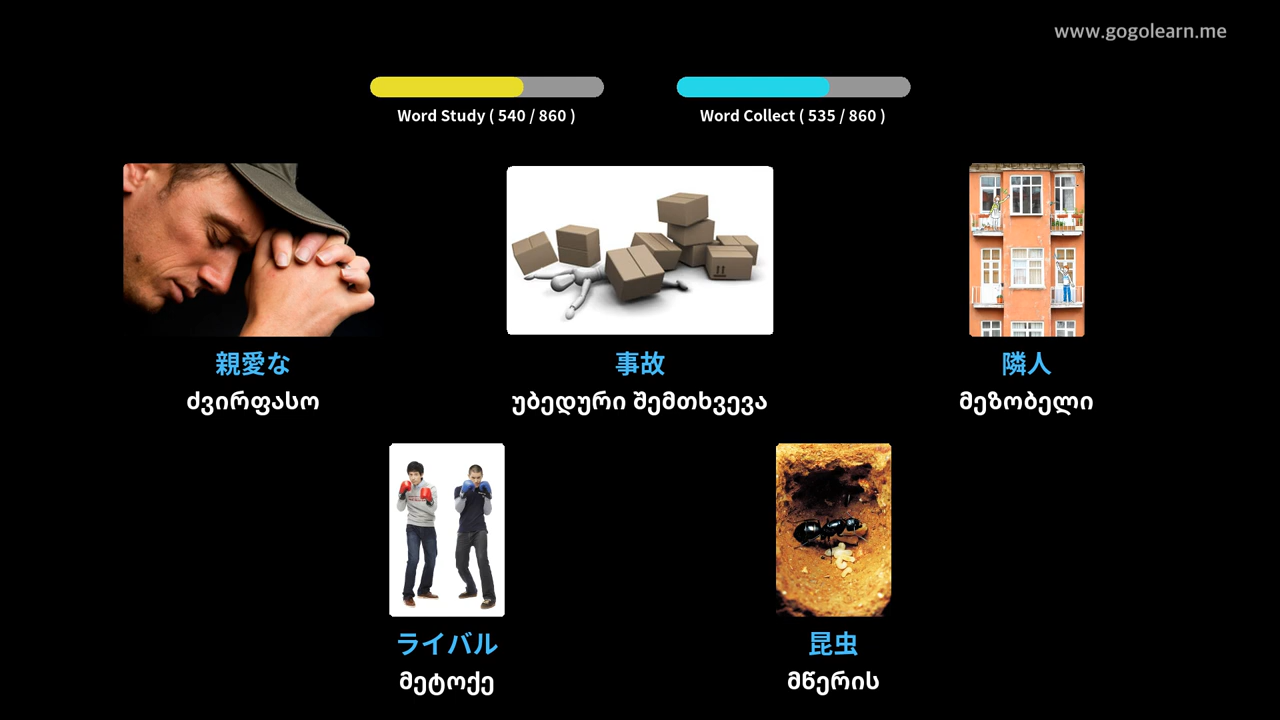 www.gogolearn.me
Word Study ( 540 / 860 )
Word Collect ( 535 / 860 )
親愛な
ძვირფასო
事故
უბედური შემთხვევა
隣人
მეზობელი
ライバル
მეტოქე
昆虫
მწერის